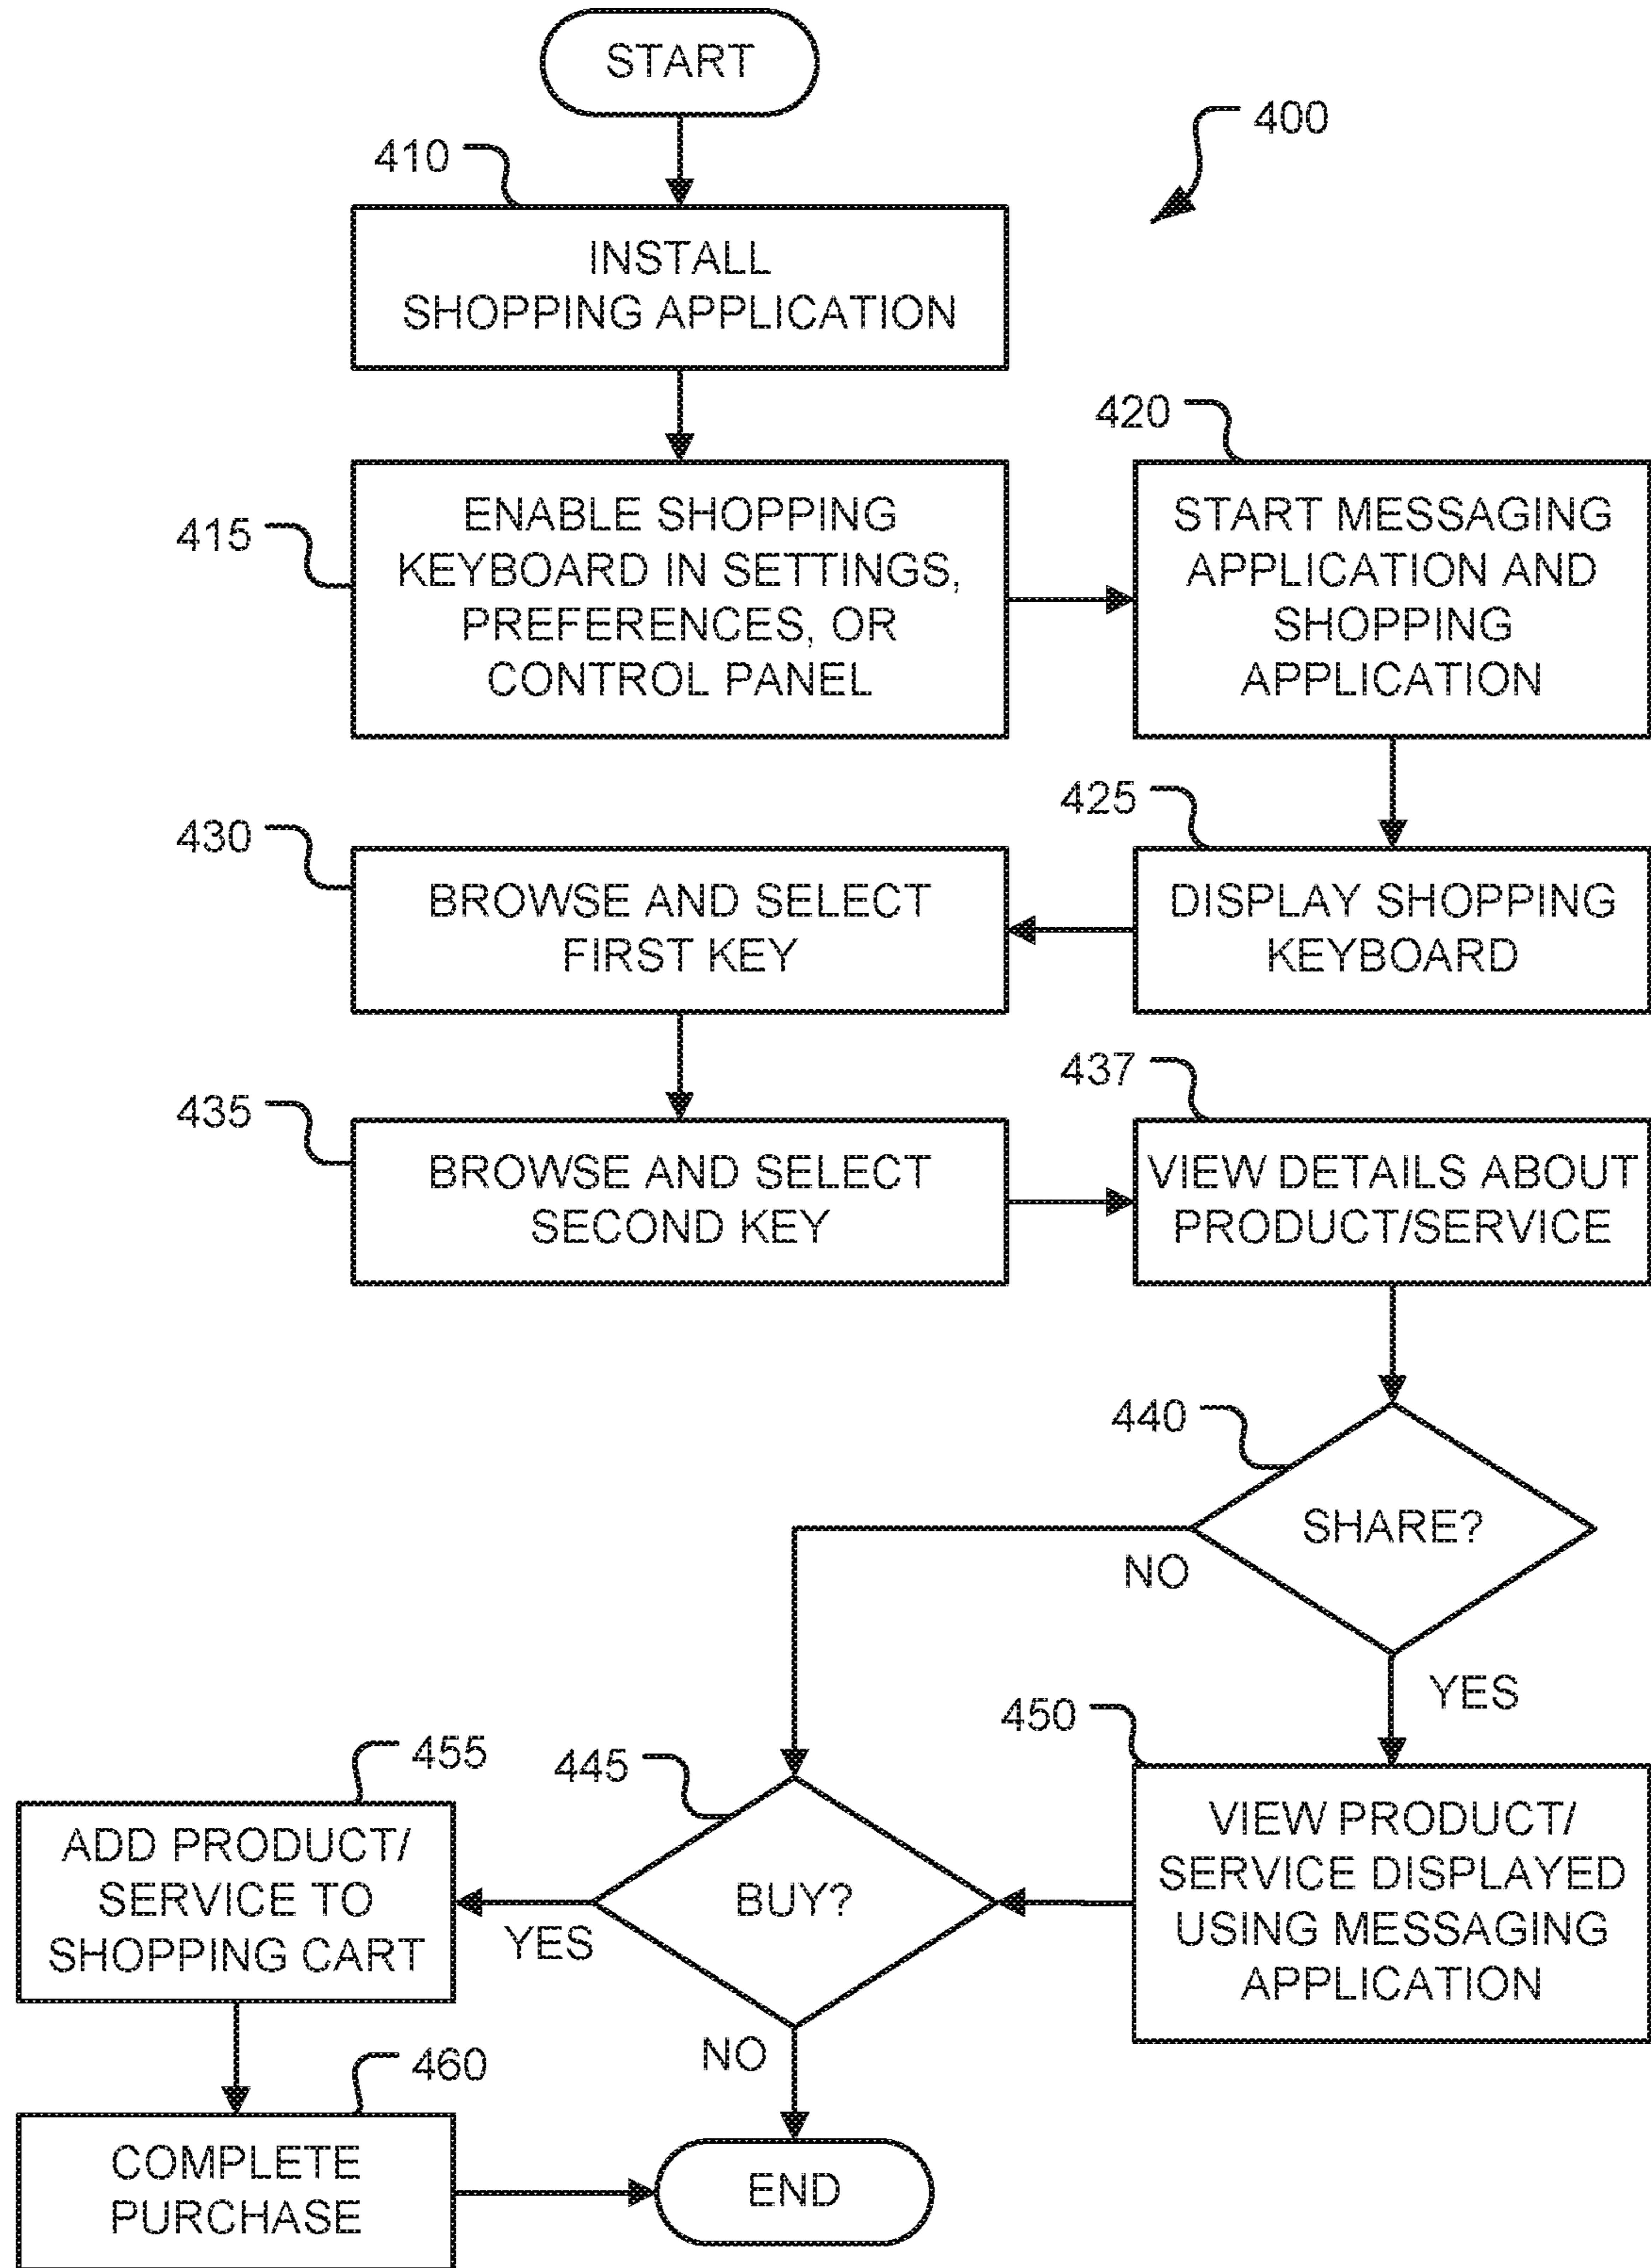 START
400
410
INSTALL
SHOPPING APPLICATION
415
ENABLE SHOPPING
KEYBOARD IN SETTINGS,
PREFERENCES, OR
CONTROL PANEL
420
START MESSAGING
APPLICATION AND
SHOPPING
APPLICATION
425
DISPLAY SHOPPING
KEYBOARD
430
BROWSE AND SELECT
FIRST KEY
435
BROWSE AND SELECT
SECOND KEY
437
VIEW DETAILS ABOUT
PRODUCT/SERVICE
440
SHARE?
NO
YES
450
VIEW PRODUCT/
SERVICE DISPLAYED
USING MESSAGING
APPLICATION
445
BUY?
YES
NO
455
ADD PRODUCT/
SERVICE TO
SHOPPING CART
460
COMPLETE
PURCHASE
END